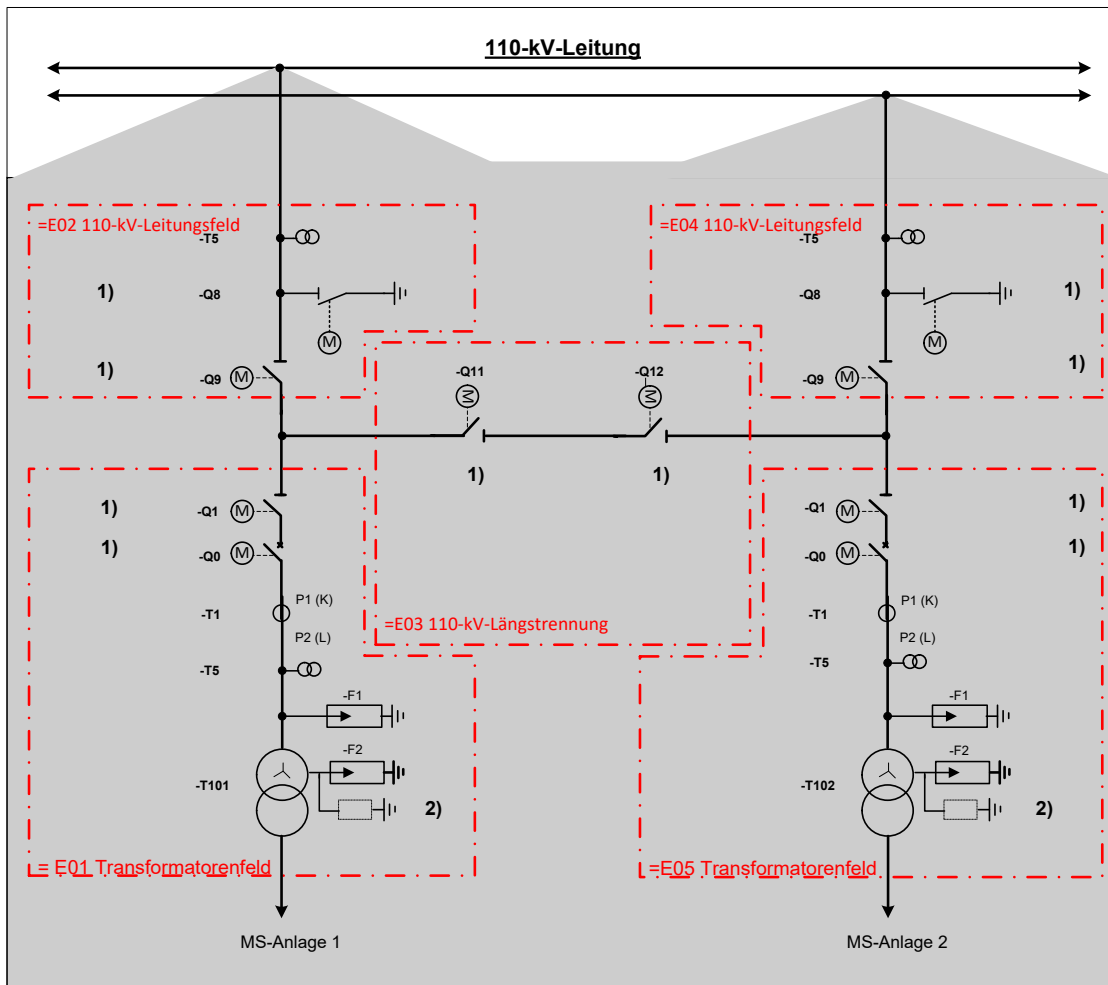 110-kV-Leitung
=E02 110-kV-Leitungsfeld
-T5
1)
-Q8
M
1)
-Q9
M
=E04 110-kV-Leitungsfeld
-T5
-Q8
1)
M
-Q9
M
1)
-Q11
M
-Q12
M
1)
1)
=E03 110-kV-Längstrennung
1)
-Q1
M
1)
-Q0
M
-T1
P1 (K)
P2 (L)
-T5
-F1
-F2
-T101
2)
= E01 Transformatorenfeld
MS-Anlage 1
-Q1
M
1)
-Q0
M
1)
-T1
P1 (K)
P2 (L)
-T5
-F1
-F2
-T102
2)
=E05 Transformatorenfeld
MS-Anlage 2